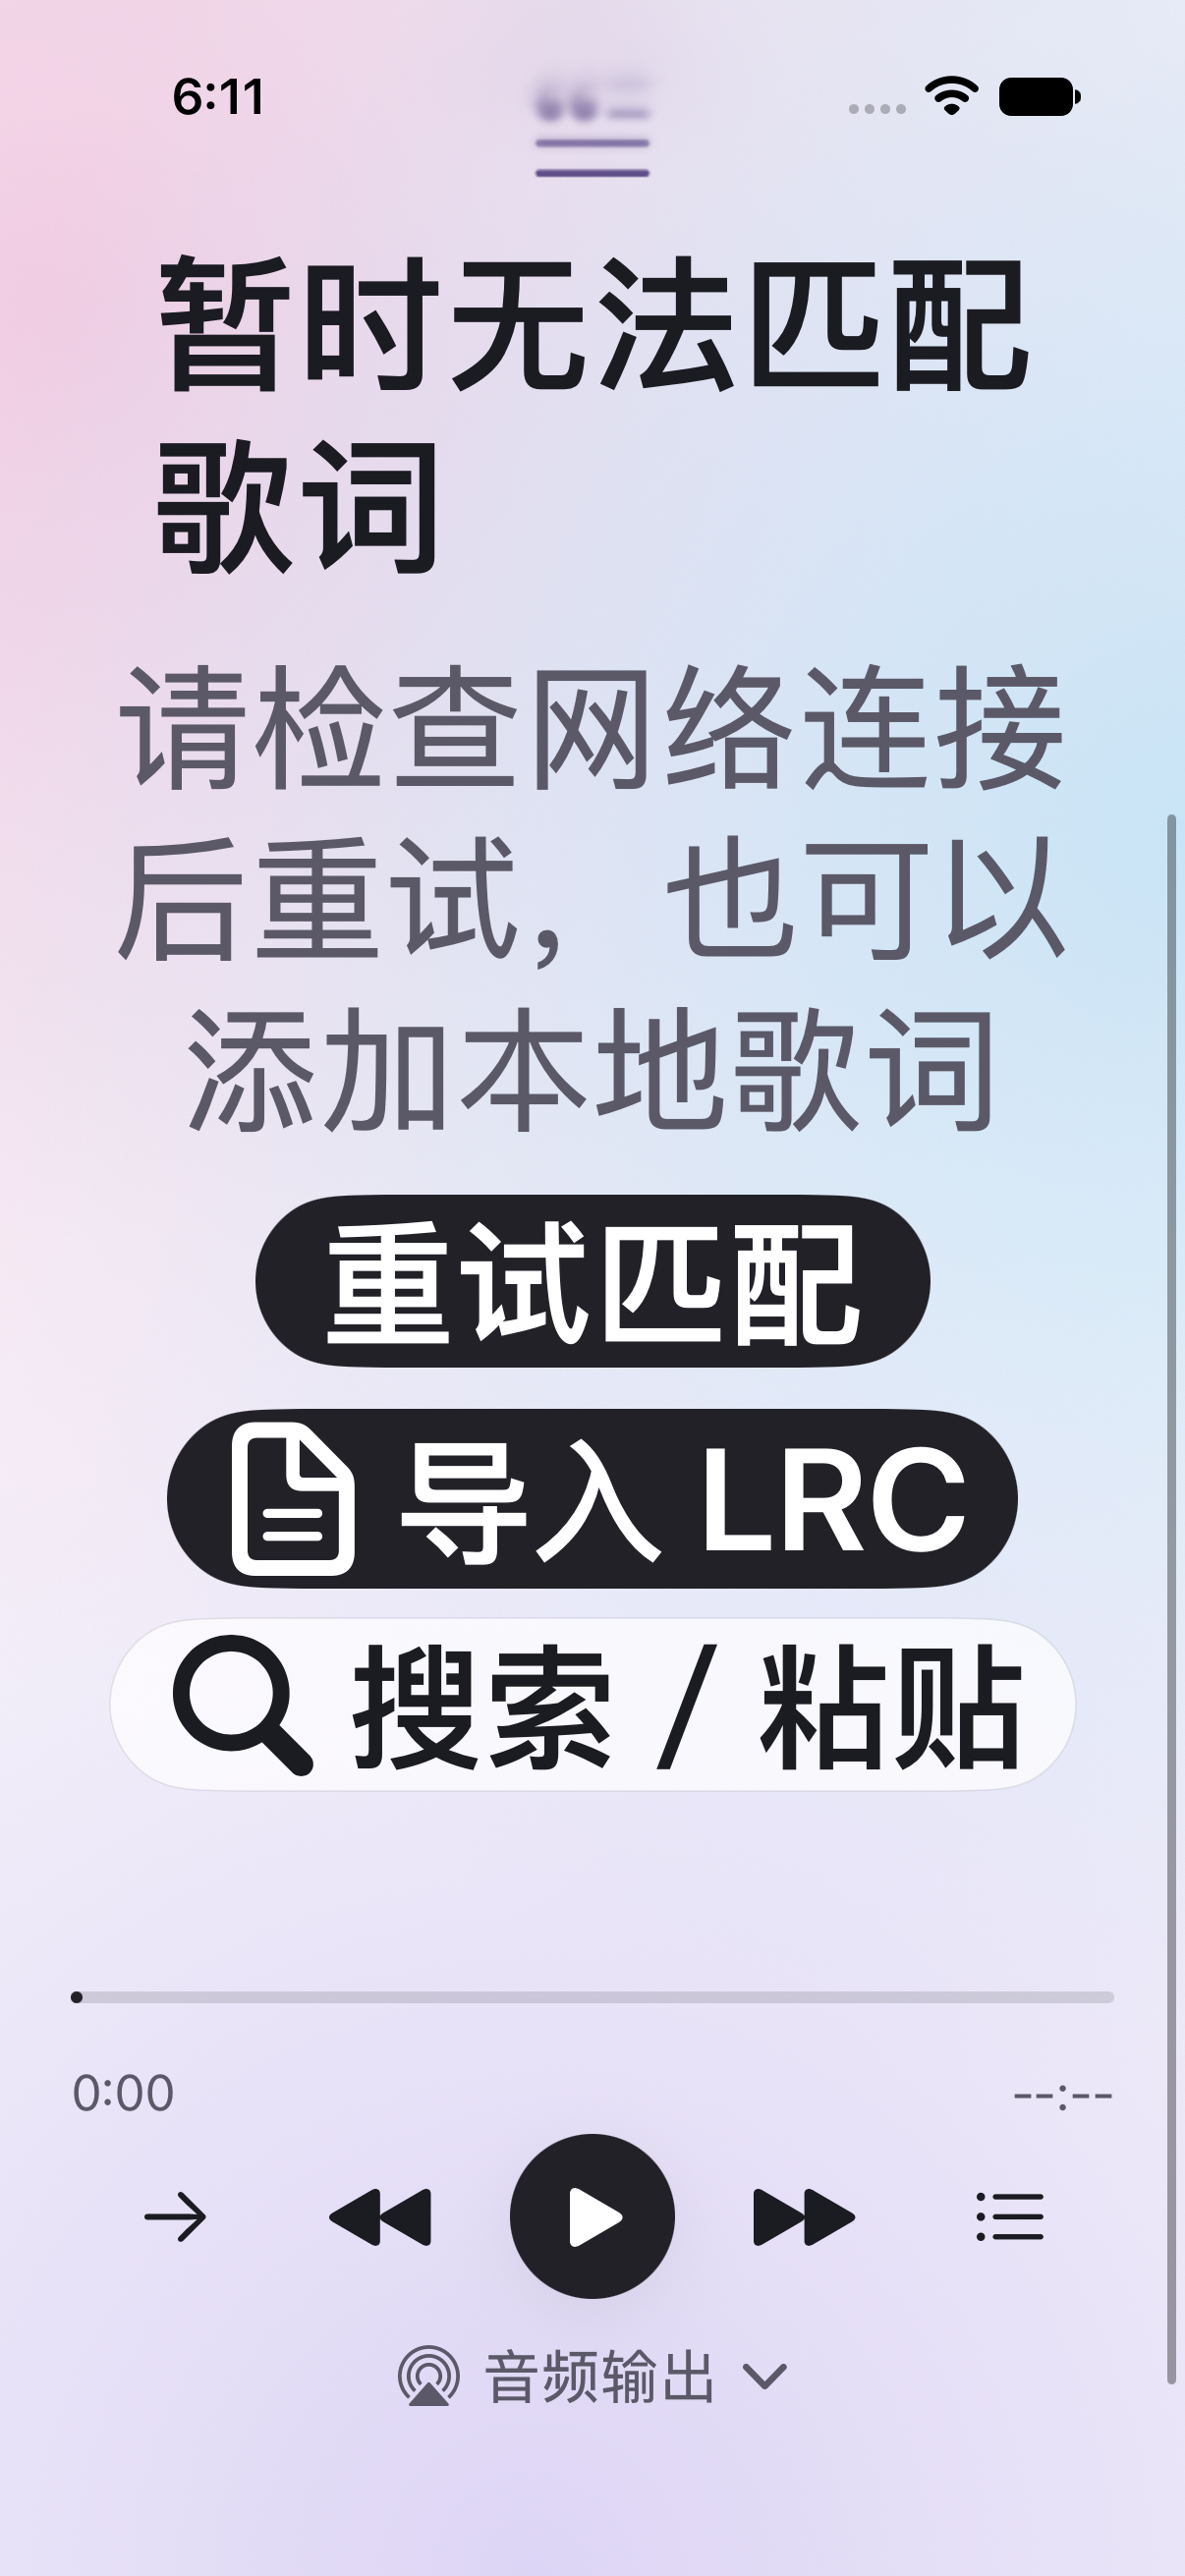 6:11
暂时无法匹配
歌词
请检查网络连接
后重试，也可以
添加本地歌词
重试匹配
导入 LRC
搜索 / 粘贴
0:00
--:--
音频输出